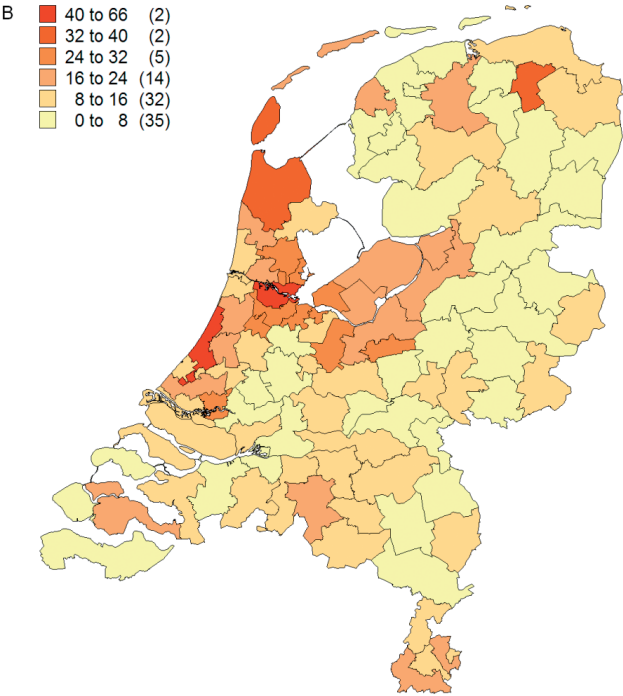 B
40 to 66 (2)
32 to 40 (2)
24 to 32 (5)
16 to 24 (14)
8 to 16 (32)
0 to 8 (35)